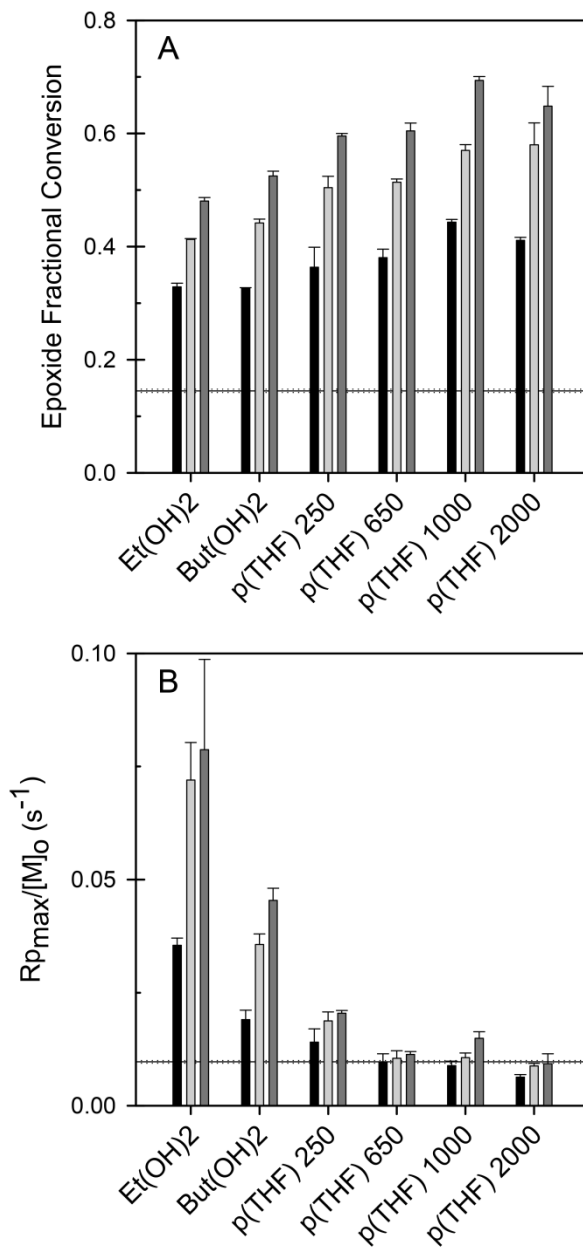 A
Epoxide Fractional Conversion
0.8
0.6
0.4
0.2
0.0
Et(OH)2
But(OH)2
p(THF) 250
p(THF) 650
p(THF) 1000
p(THF) 2000
B
Rpmax/[M]o (s-1)
0.10
0.05
0.00
Et(OH)2
But(OH)2
p(THF) 250
p(THF) 650
p(THF) 1000
p(THF) 2000